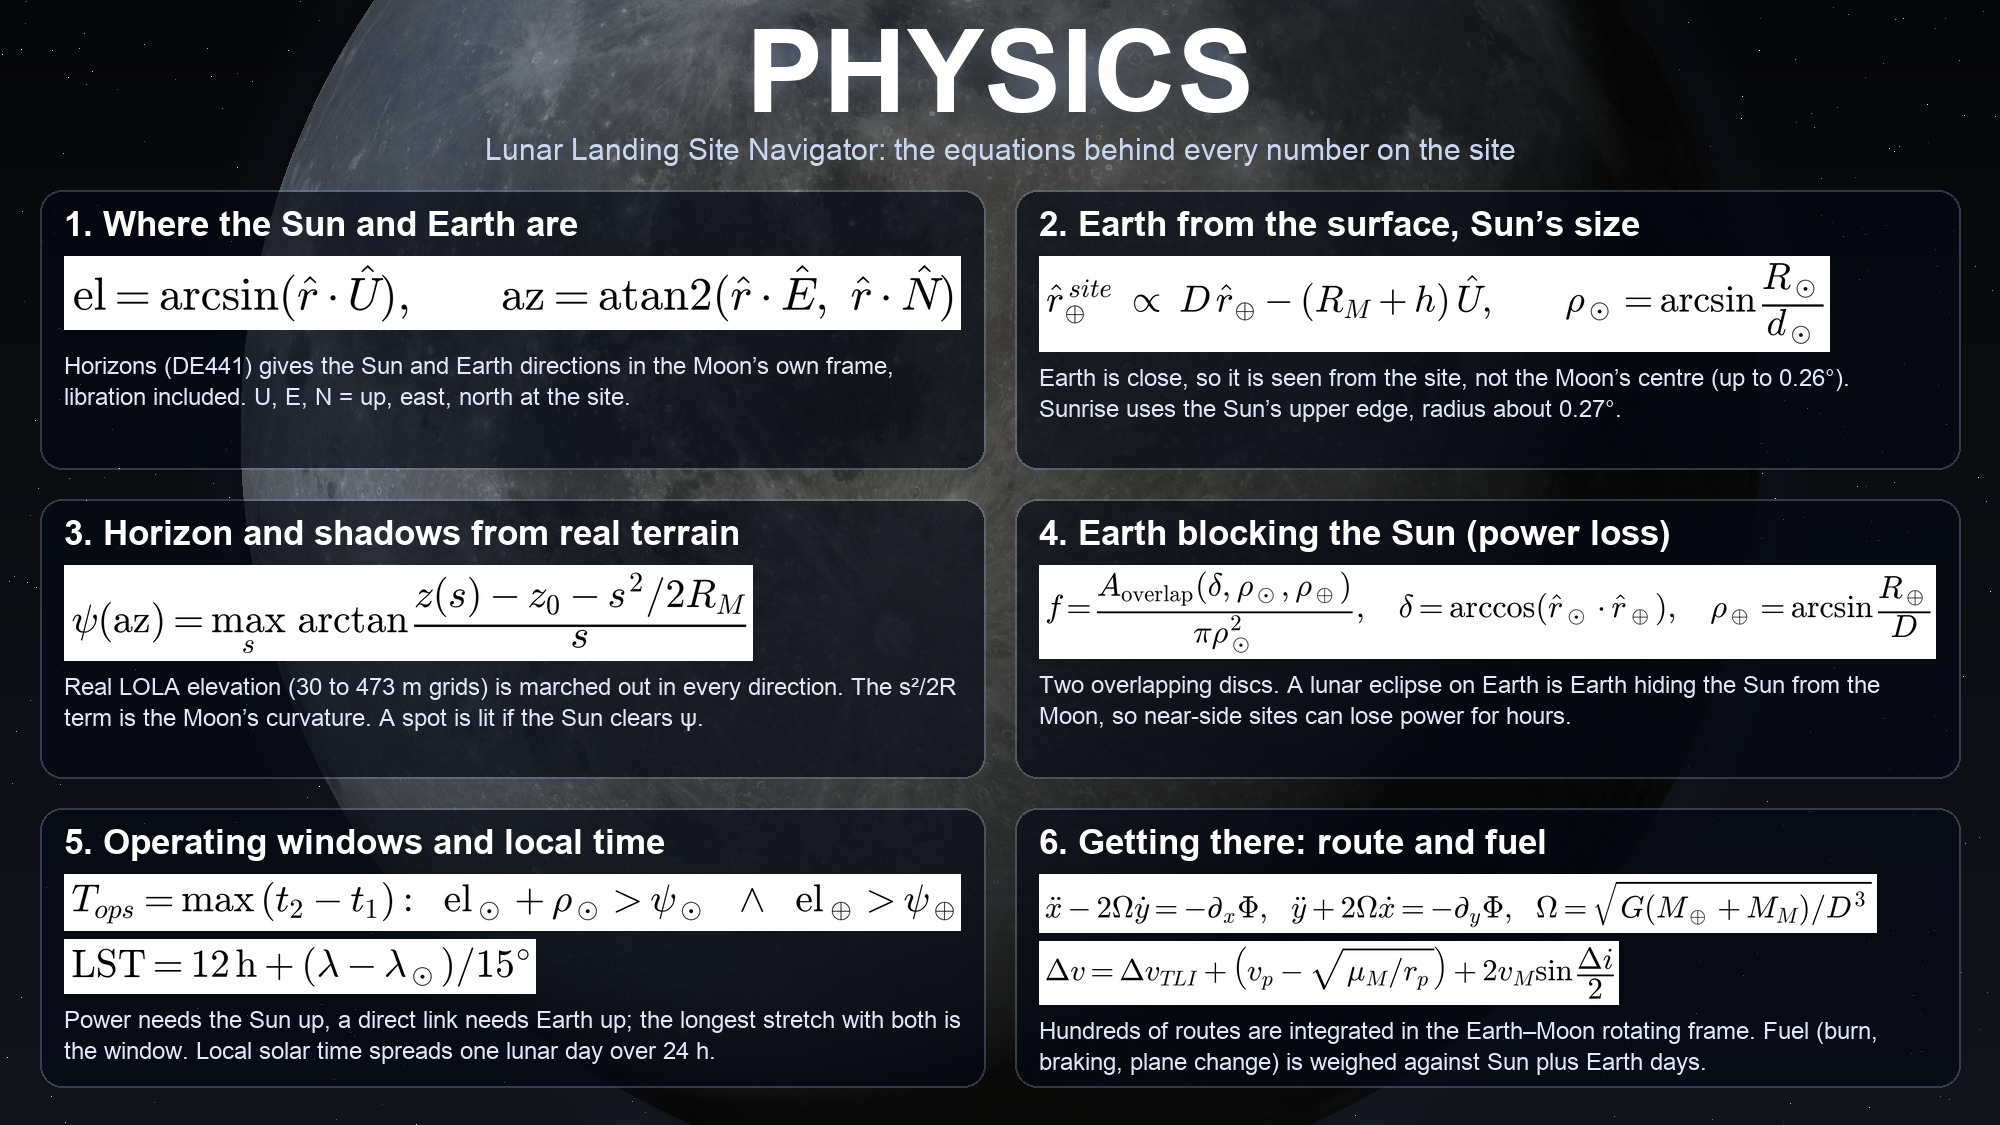 PHYSICS
Lunar Landing Site Navigator: the equations behind every number on the site
1. Where the Sun and Earth are
el = arcsin(r̂ · Û), az = atan2(r̂ · Ê, r̂ · N̂)
Horizons (DE441) gives the Sun and Earth directions in the Moon’s own frame,
libration included. U, E, N = up, east, north at the site.
2. Earth from the surface, Sun’s size
r̂⊕^site ∝ D r̂⊕ − (R_M + h) Û, ρ☉ = arcsin R☉/d☉
Earth is close, so it is seen from the site, not the Moon’s centre (up to 0.26°).
Sunrise uses the Sun’s upper edge, radius about 0.27°.
3. Horizon and shadows from real terrain
ψ(az) = max_s arctan (z(s) − z₀ − s²/2R_M)/s
Real LOLA elevation (30 to 473 m grids) is marched out in every direction. The s²/2R
term is the Moon’s curvature. A spot is lit if the Sun clears ψ.
4. Earth blocking the Sun (power loss)
f = A_overlap(δ, ρ☉, ρ⊕)/πρ☉², δ = arccos(r̂☉ · r̂⊕), ρ⊕ = arcsin R⊕/D
Two overlapping discs. A lunar eclipse on Earth is Earth hiding the Sun from the
Moon, so near-side sites can lose power for hours.
5. Operating windows and local time
T_ops = max (t₂ − t₁) : el☉ + ρ☉ > ψ☉ ∧ el⊕ > ψ⊕
LST = 12 h + (λ − λ☉)/15°
Power needs the Sun up, a direct link needs Earth up; the longest stretch with both is
the window. Local solar time spreads one lunar day over 24 h.
6. Getting there: route and fuel
ẍ − 2Ωẏ = −∂ₓΦ, ÿ + 2Ωẋ = −∂_yΦ, Ω = √(G(M⊕ + M_M)/D³)
Δv = Δv_TLI + (v_p − √(μ_M/r_p)) + 2v_M sin Δi/2
Hundreds of routes are integrated in the Earth–Moon rotating frame. Fuel (burn,
braking, plane change) is weighed against Sun plus Earth days.